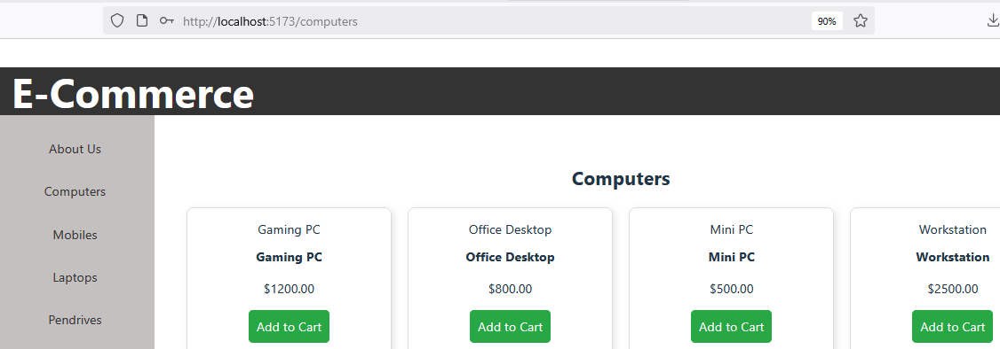 http://localhost:5173/computers 90%
E-Commerce
About Us
Computers
Mobiles
Laptops
Pendrives
Computers
Gaming PC Office Desktop Mini PC Workstation
Gaming PC Office Desktop Mini PC Workstation
$1200.00 $800.00 $500.00 $2500.00
Add to Cart Add to Cart Add to Cart Add to Cart